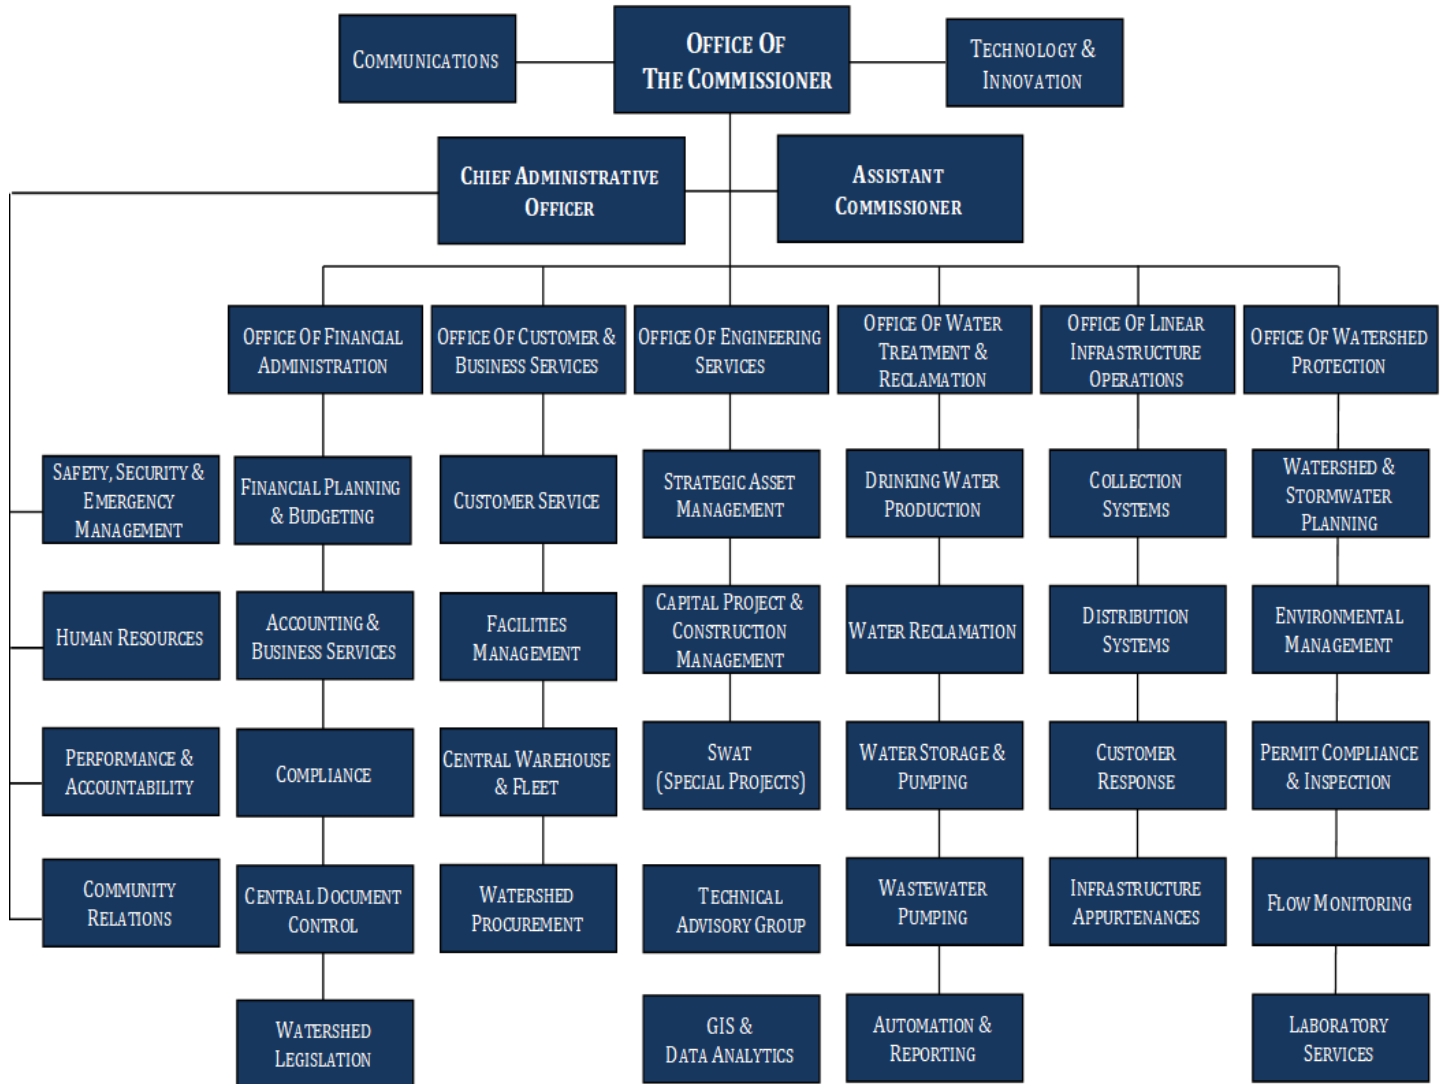 COMMUNICATIONS
OFFICE OF
THE COMMISSIONER
TECHNOLOGY &
INNOVATION
CHIEF ADMINISTRATIVE
OFFICER
ASSISTANT
COMMISSIONER
OFFICE OF FINANCIAL
ADMINISTRATION
OFFICE OF CUSTOMER &
BUSINESS SERVICES
OFFICE OF ENGINEERING
SERVICES
OFFICE OF WATER
TREATMENT &
RECLAMATION
OFFICE OF LINEAR
INFRASTRUCTURE
OPERATIONS
OFFICE OF WATERSHED
PROTECTION
SAFETY, SECURITY &
EMERGENCY
MANAGEMENT
FINANCIAL PLANNING
& BUDGETING
CUSTOMER SERVICE
STRATEGIC ASSET
MANAGEMENT
DRINKING WATER
PRODUCTION
COLLECTION
SYSTEMS
WATERSHED &
STORMWATER
PLANNING
HUMAN RESOURCES
ACCOUNTING &
BUSINESS SERVICES
FACILITIES
MANAGEMENT
CAPITAL PROJECT &
CONSTRUCTION
MANAGEMENT
WATER RECLAMATION
DISTRIBUTION
SYSTEMS
ENVIRONMENTAL
MANAGEMENT
PERFORMANCE &
ACCOUNTABILITY
COMPLIANCE
CENTRAL WAREHOUSE
& FLEET
SWAT
(SPECIAL PROJECTS)
WATER STORAGE &
PUMPING
CUSTOMER
RESPONSE
PERMIT COMPLIANCE
& INSPECTION
COMMUNITY
RELATIONS
CENTRAL DOCUMENT
CONTROL
WATERSHED
PROCUREMENT
TECHNICAL
ADVISORY GROUP
WASTEWATER
PUMPING
INFRASTRUCTURE
APPURTENANCES
FLOW MONITORING
WATERSHED
LEGISLATION
GIS &
DATA ANALYTICS
AUTOMATION &
REPORTING
LABORATORY
SERVICES